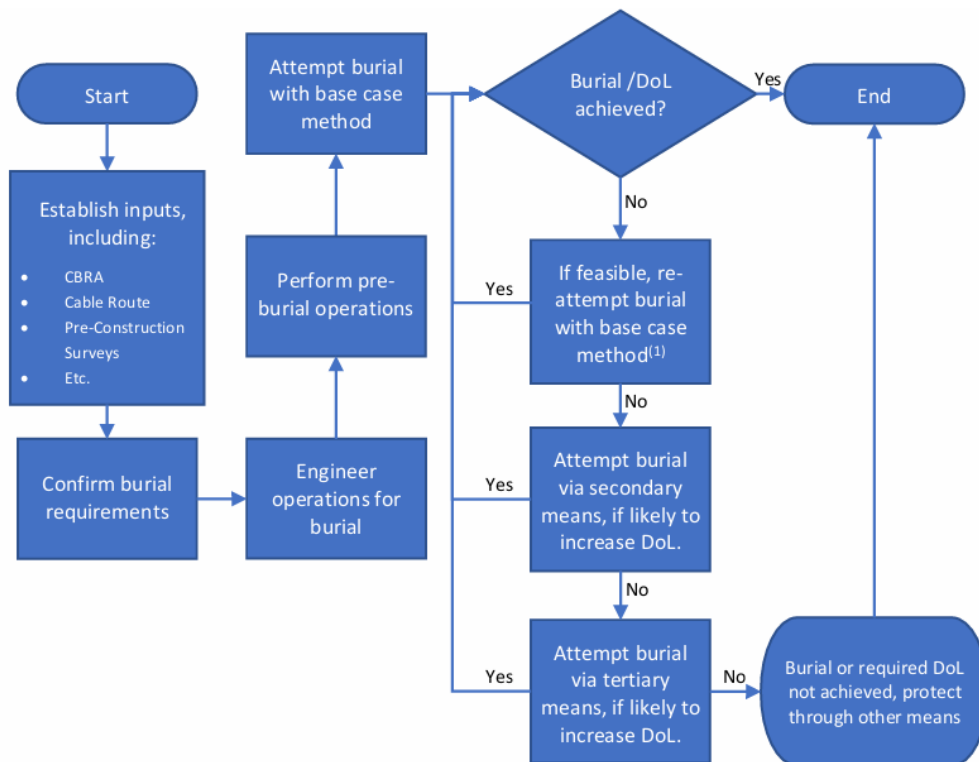 Start
Establish inputs,
including:
• CBRA
• Cable Route
• Pre-Construction
Surveys
• Etc.
Confirm burial
requirements
Engineer
operations for
burial
Perform pre-
burial operations
Attempt burial
with base case
method
Burial /DoL
achieved?
Yes
End
No
If feasible, re-
attempt burial
with base case
method(1)
Yes
No
Attempt burial
via secondary
means, if likely to
increase DoL.
Yes
No
Attempt burial
via tertiary
means, if likely to
increase DoL.
Yes
No
Burial or required DoL
not achieved, protect
through other means